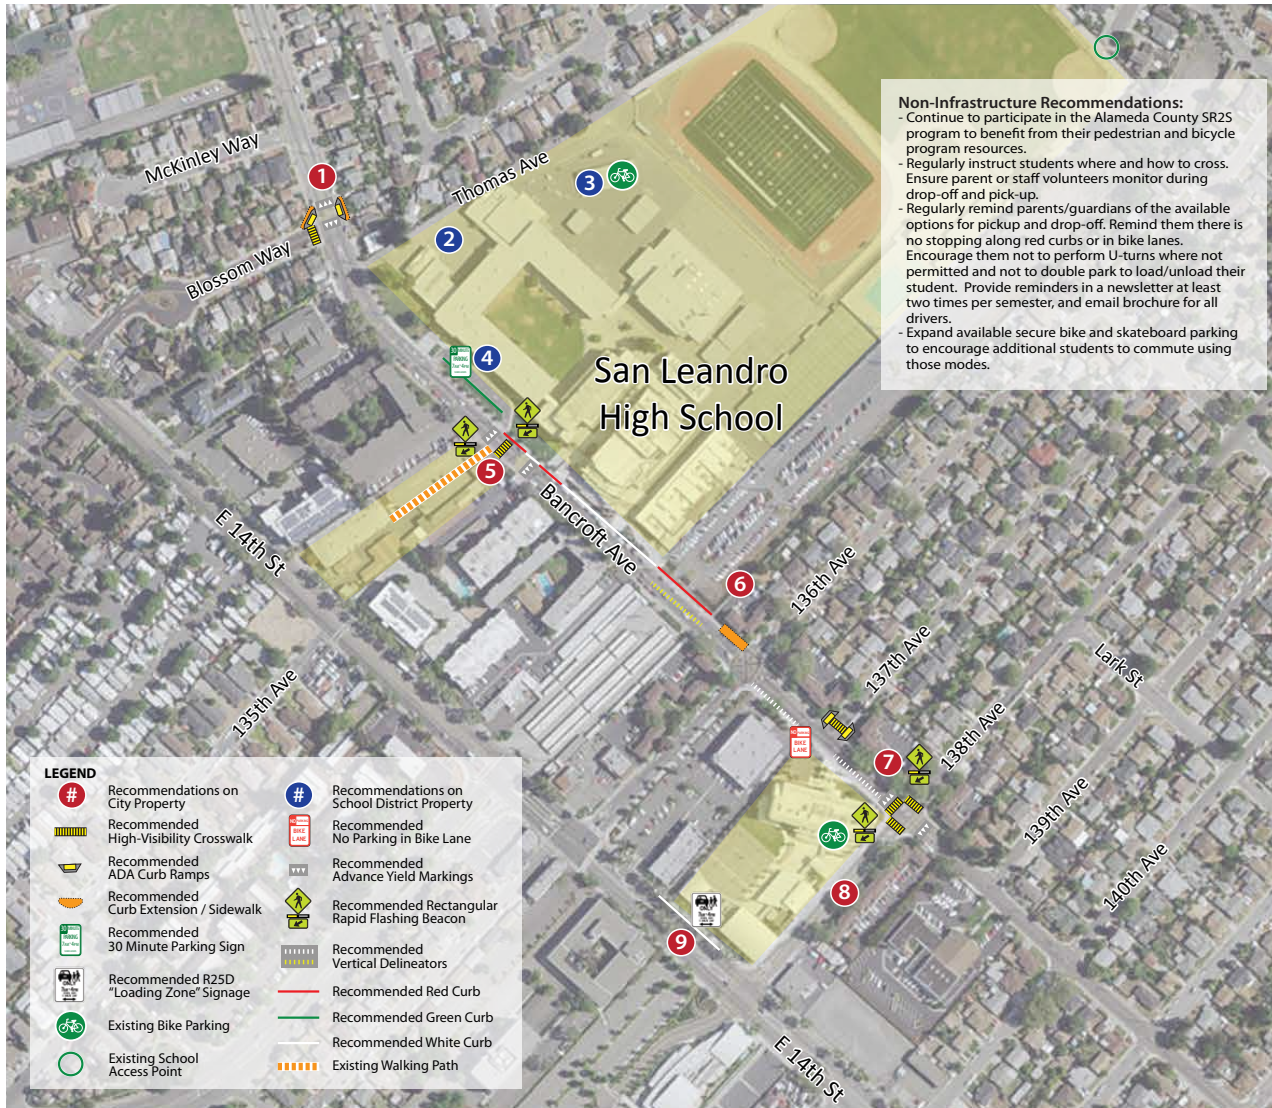 Non-Infrastructure Recommendations:
- Continue to participate in the Alameda County SR2S
program to benefit from their pedestrian and bicycle
program resources.
- Regularly instruct students where and how to cross.
Ensure parent or staff volunteers monitor during
drop-off and pick-up.
- Regularly remind parents/guardians of the available
options for pickup and drop-off. Remind them there is
no stopping along red curbs or in bike lanes.
Encourage them not to perform U-turns where not
permitted and not to double park to load/unload their
student. Provide reminders in a newsletter at least
two times per semester, and email brochure for all
drivers.
- Expand available secure bike and skateboard parking
to encourage additional students to commute using
those modes.
McKinley Way
1
Thomas Ave
3
2
Blossom Way
4
San Leandro
High School
5
Bancroft Ave
E 14th St
6
136th Ave
137th Ave
Lark St
135th Ave
BIKE
LANE
7
138th Ave
139th Ave
140th Ave
8
ONLY
9
E 14th St
LEGEND
#
Recommendations on
City Property
Recommended
High-Visibility Crosswalk
Recommended
ADA Curb Ramps
Recommended
Curb Extension / Sidewalk
30
PARKING
Recommended
30 Minute Parking Sign
ONLY
Recommended R25D
"Loading Zone" Signage
Existing Bike Parking
Existing School
Access Point
#
Recommendations on
School District Property
BIKE
LANE
Recommended
No Parking in Bike Lane
Recommended
Advance Yield Markings
Recommended Rectangular
Rapid Flashing Beacon
Recommended
Vertical Delineators
Recommended Red Curb
Recommended Green Curb
Recommended White Curb
Existing Walking Path